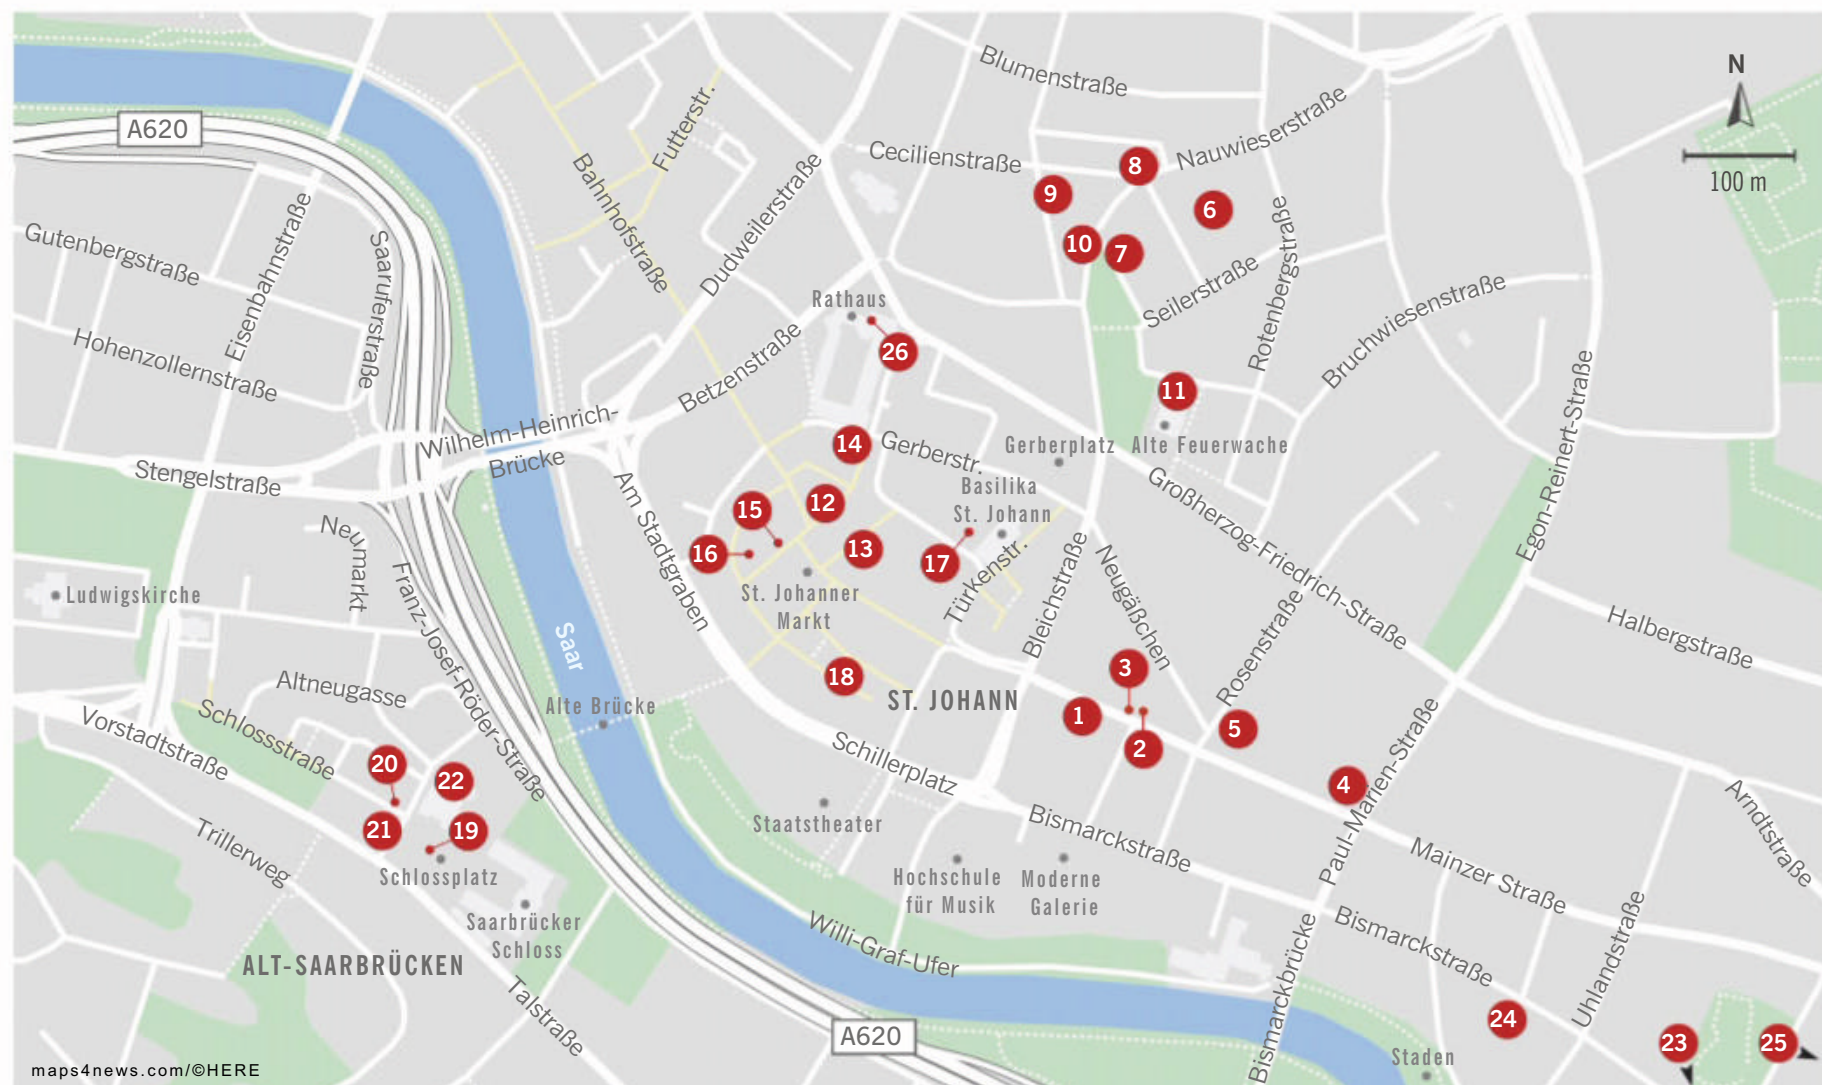 Blumenstraße
N
100 m
A620
Futterstr.
Bahnhofstraße
Dudweilerstraße
Cecilienstraße
Nauwieserstraße
8
9
6
10
7
Seilerstraße
Rotenbergstraße
Bruchwiesenstraße
Gutenbergstraße
Eisenbahnstraße
Saaruferstraße
Hohenzollernstraße
Rathaus
26
Betzenstraße
11
Alte Feuerwache
Egon-Reinert-Straße
Wilhelm-Heinrich-
Brücke
Stengelstraße
14
Gerberstr.
Gerberplatz
Basilika
St. Johann
Großherzog-Friedrich-Straße
15
12
16
13
17
Am Stadtgraben
St. Johanner
Markt
Türkenstr.
Bleichstraße
Neugäßchen
Rosenstraße
Halbergstraße
Neumarkt
Ludwigskirche
Franz-Josef-Röder-Straße
Saar
18
ST. JOHANN
3
1
2
5
4
Altneugasse
Alte Brücke
Schlossstraße
Vorstadtstraße
Schillerplatz
Paul-Marien-Straße
Arndtstraße
20
22
21
19
Schlossplatz
Trillerweg
Staatstheater
Bismarckstraße
Mainzer Straße
Hochschule
für Musik
Moderne
Galerie
Saarbrücker
Schloss
ALT-SAARBRÜCKEN
Willi-Graf-Ufer
Bismarckstraße
Uhlandstraße
Bismarckbrücke
Talstraße
A620
24
23
25
Staden
maps4news.com/©HERE